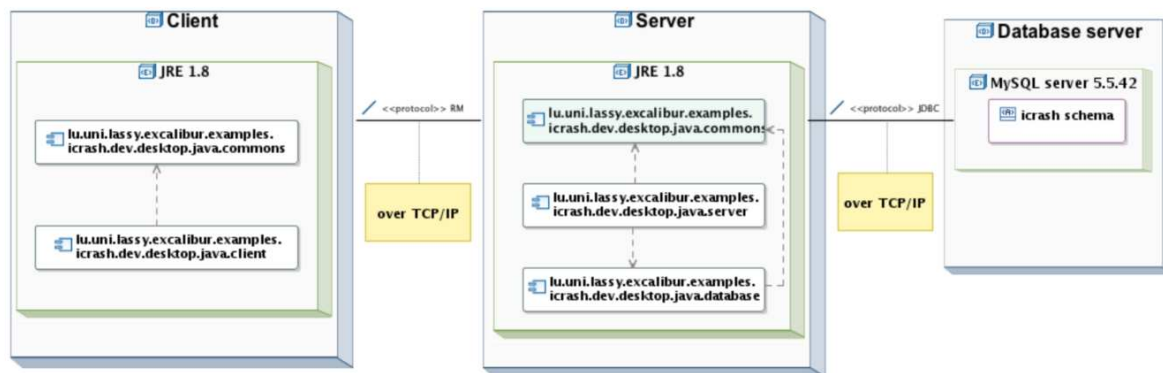 Client
JRE 1.8
lu.uni.lassy.excalibur.examples.
icrash.dev.desktop.java.commons
lu.uni.lassy.excalibur.examples.
icrash.dev.desktop.java.client
<<protocol>> RM
over TCP/IP
Server
JRE 1.8
lu.uni.lassy.excalibur.examples.
icrash.dev.desktop.java.commons
lu.uni.lassy.excalibur.examples.
icrash.dev.desktop.java.server
lu.uni.lassy.excalibur.examples.
icrash.dev.desktop.java.database
<<protocol>> JDBC
over TCP/IP
Database server
MySQL server 5.5.42
icrash schema